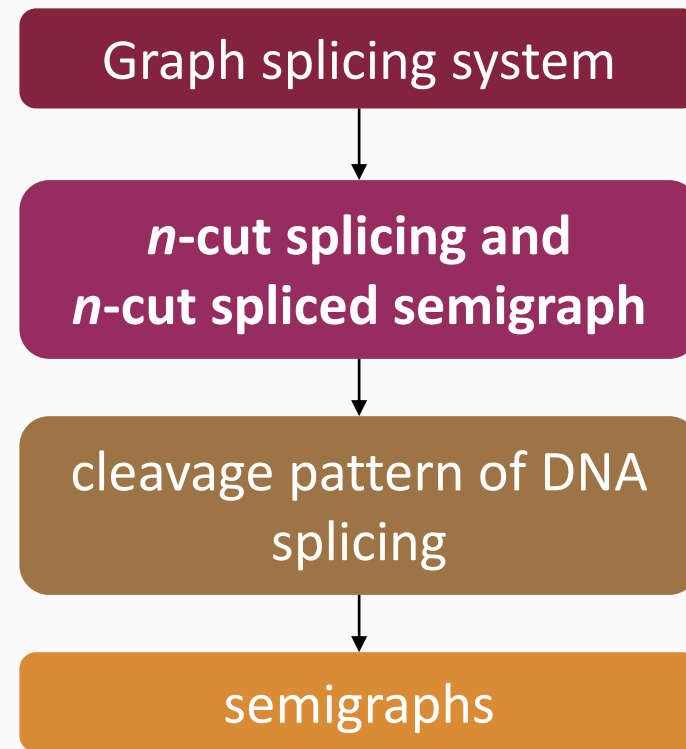 Graph splicing system
n-cut splicing and
n-cut spliced semigraph
cleavage pattern of DNA
splicing
semigraphs